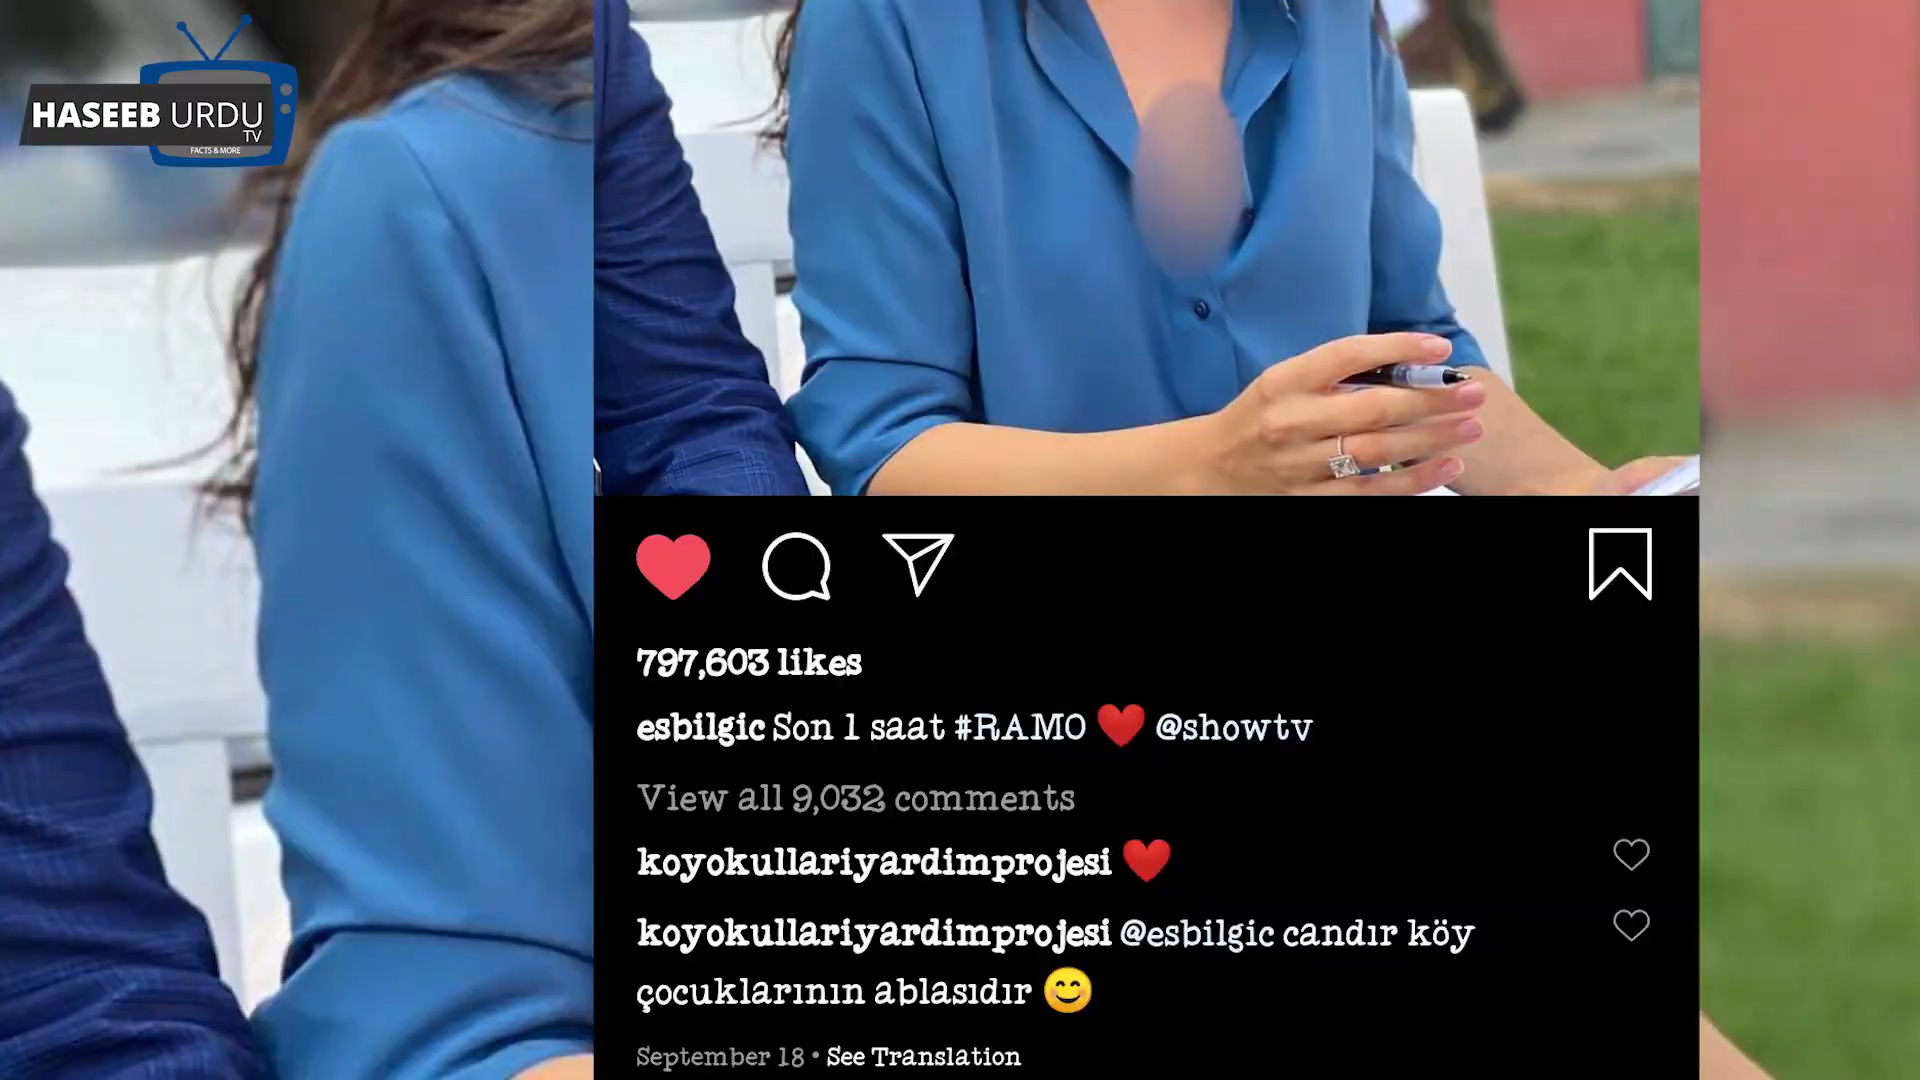 HASEEB URDU
TV
FACTS & MORE
797,603 likes
esbilgic Son 1 saat #RAMO ❤️ @showtv
View all 9,032 comments
koyokullariyardimprojesi ❤️
koyokullariyardimprojesi @esbilgic candır köy
çocuklarının ablasıdır 😊
September 18 • See Translation